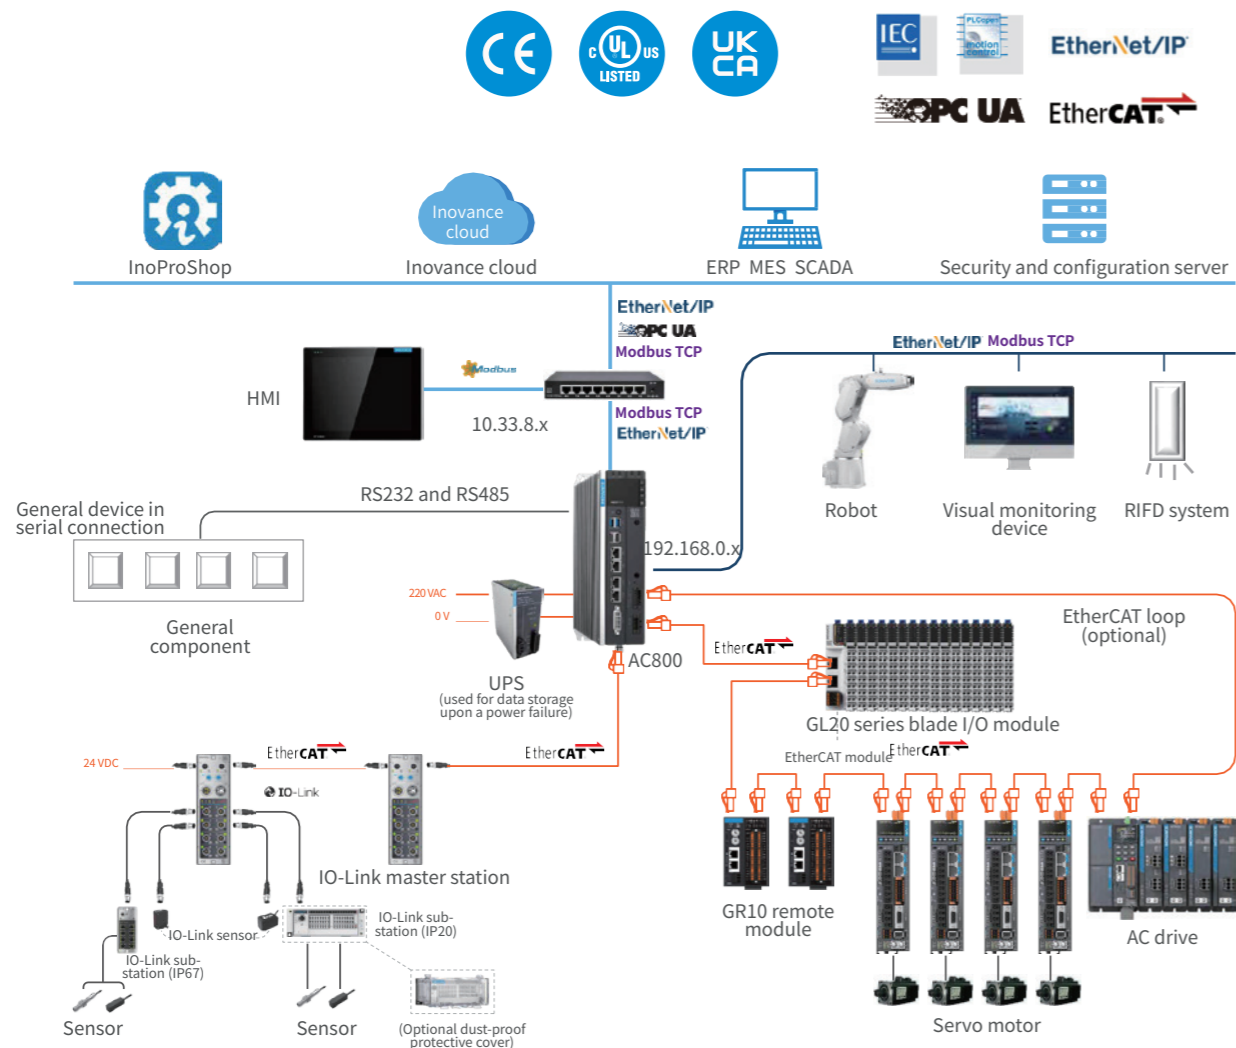 CE
C UL US
LISTED
UK
CA
IEC
PLCopen
motion
control
EtherNet/IP
OPC UA
EtherCAT®
Inovance
cloud
InoProShop
Inovance cloud
ERP MES SCADA
Security and configuration server
EtherNet/IP
OPC UA
Modbus TCP
EtherNet/IP Modbus TCP
Modbus
HMI
10.33.8.x
Modbus TCP
EtherNet/IP
RS232 and RS485
General device in
serial connection
Robot
Visual monitoring
device
RIFD system
192.168.0.x
220 VAC
0 V
General
component
EtherCAT loop
(optional)
EtherCAT
AC800
UPS
(used for data storage
upon a power failure)
GL20 series blade I/O module
EtherCAT
EtherCAT
EtherCAT module
EtherCAT
24 VDC
IO-Link
IO-Link master station
IO-Link sub-
station (IP20)
IO-Link sensor
IO-Link sub-
station (IP67)
GR10 remote
module
AC drive
Sensor
Sensor
(Optional dust-proof
protective cover)
Servo motor